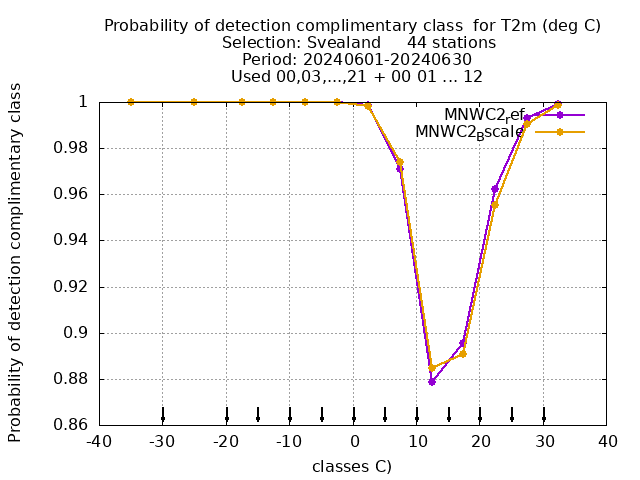 Probability of detection complimentary class  for T2m (deg C)
Selection: Svealand     44 stations
Period: 20240601-20240630
Used 00,03,...,21 + 00 01 ... 12
Probability of detection complimentary class
1
0.98
0.96
0.94
0.92
0.9
0.88
0.86
MNWC2_ref
MNWC2_Bscale
-40 -30 -20 -10 0 10 20 30 40
classes C)